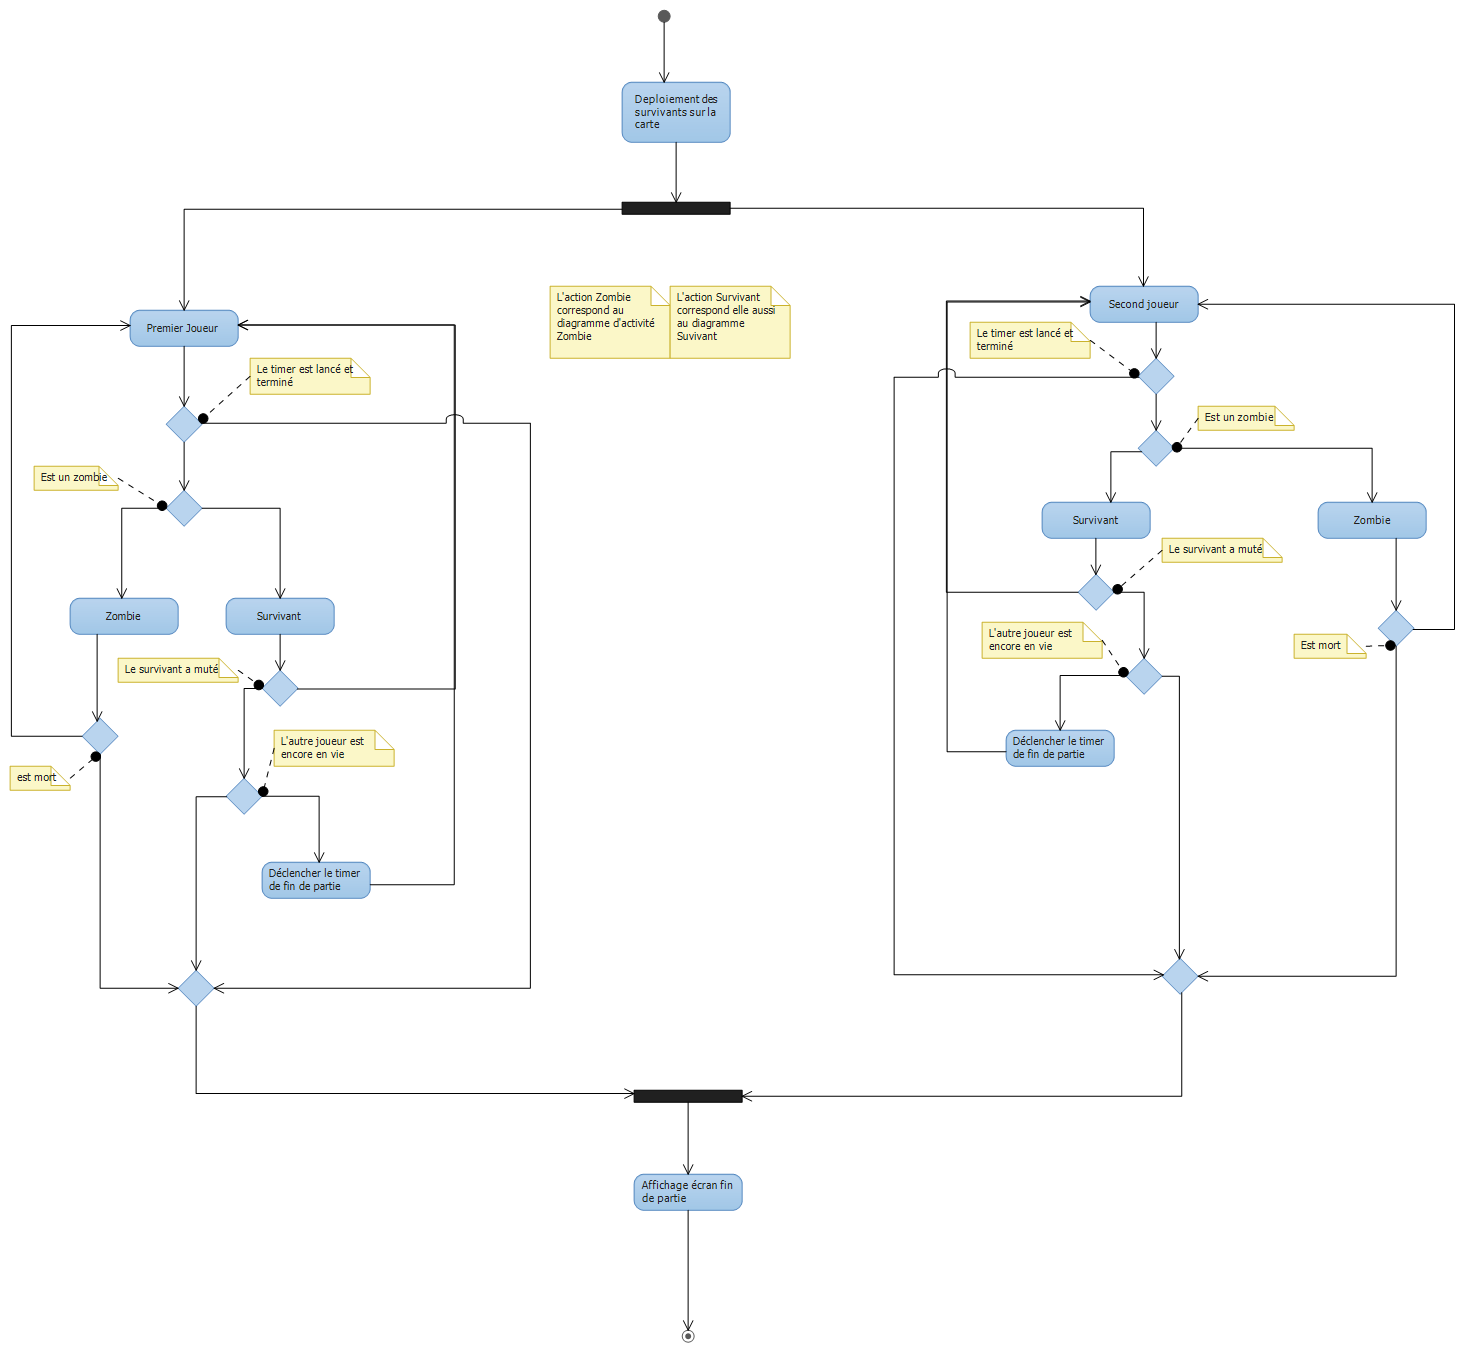 Deploiement des
survivants sur la
carte
L'action Zombie
correspond au
diagramme d'activité
Zombie
L'action Survivant
correspond elle aussi
au diagramme
Suvivant
Premier Joueur
Le timer est lancé et
terminé
Est un zombie
Zombie
Survivant
Le survivant a muté
L'autre joueur est
encore en vie
est mort
Déclencher le timer
de fin de partie
Second joueur
Le timer est lancé et
terminé
Est un zombie
Survivant
Zombie
Le survivant a muté
L'autre joueur est
encore en vie
Est mort
Déclencher le timer
de fin de partie
Affichage écran fin
de partie